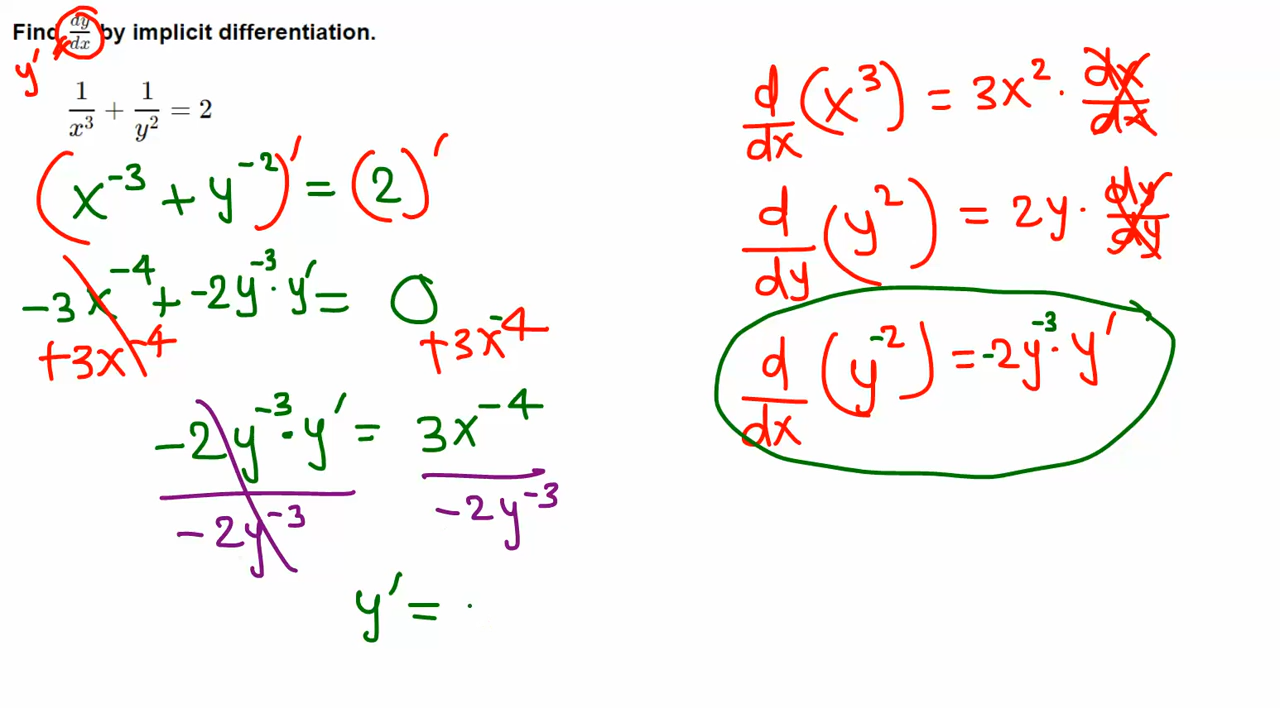 Find dy/dx by implicit differentiation.
y'
1/x³ + 1/y² = 2
(x⁻³ + y⁻²)' = (2)'
-3x⁻⁴ + -2y⁻³ · y' = 0
+3x⁻⁴ +3x⁻⁴
-2y⁻³ · y' = 3x⁻⁴
-2y⁻³ -2y⁻³
y' = ·
d/dx (x³) = 3x² · dx/dx
d/dy (y²) = 2y · dy/dy
d/dx (y⁻²) = -2y⁻³ · y'